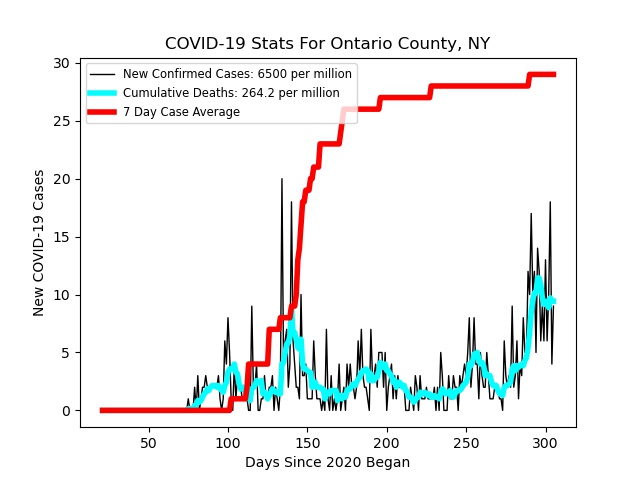 COVID-19 Stats For Ontario County, NY
New Confirmed Cases: 6500 per million
Cumulative Deaths: 264.2 per million
7 Day Case Average
New COVID-19 Cases
30
25
20
15
10
5
0
50
100
150
200
250
300
Days Since 2020 Began